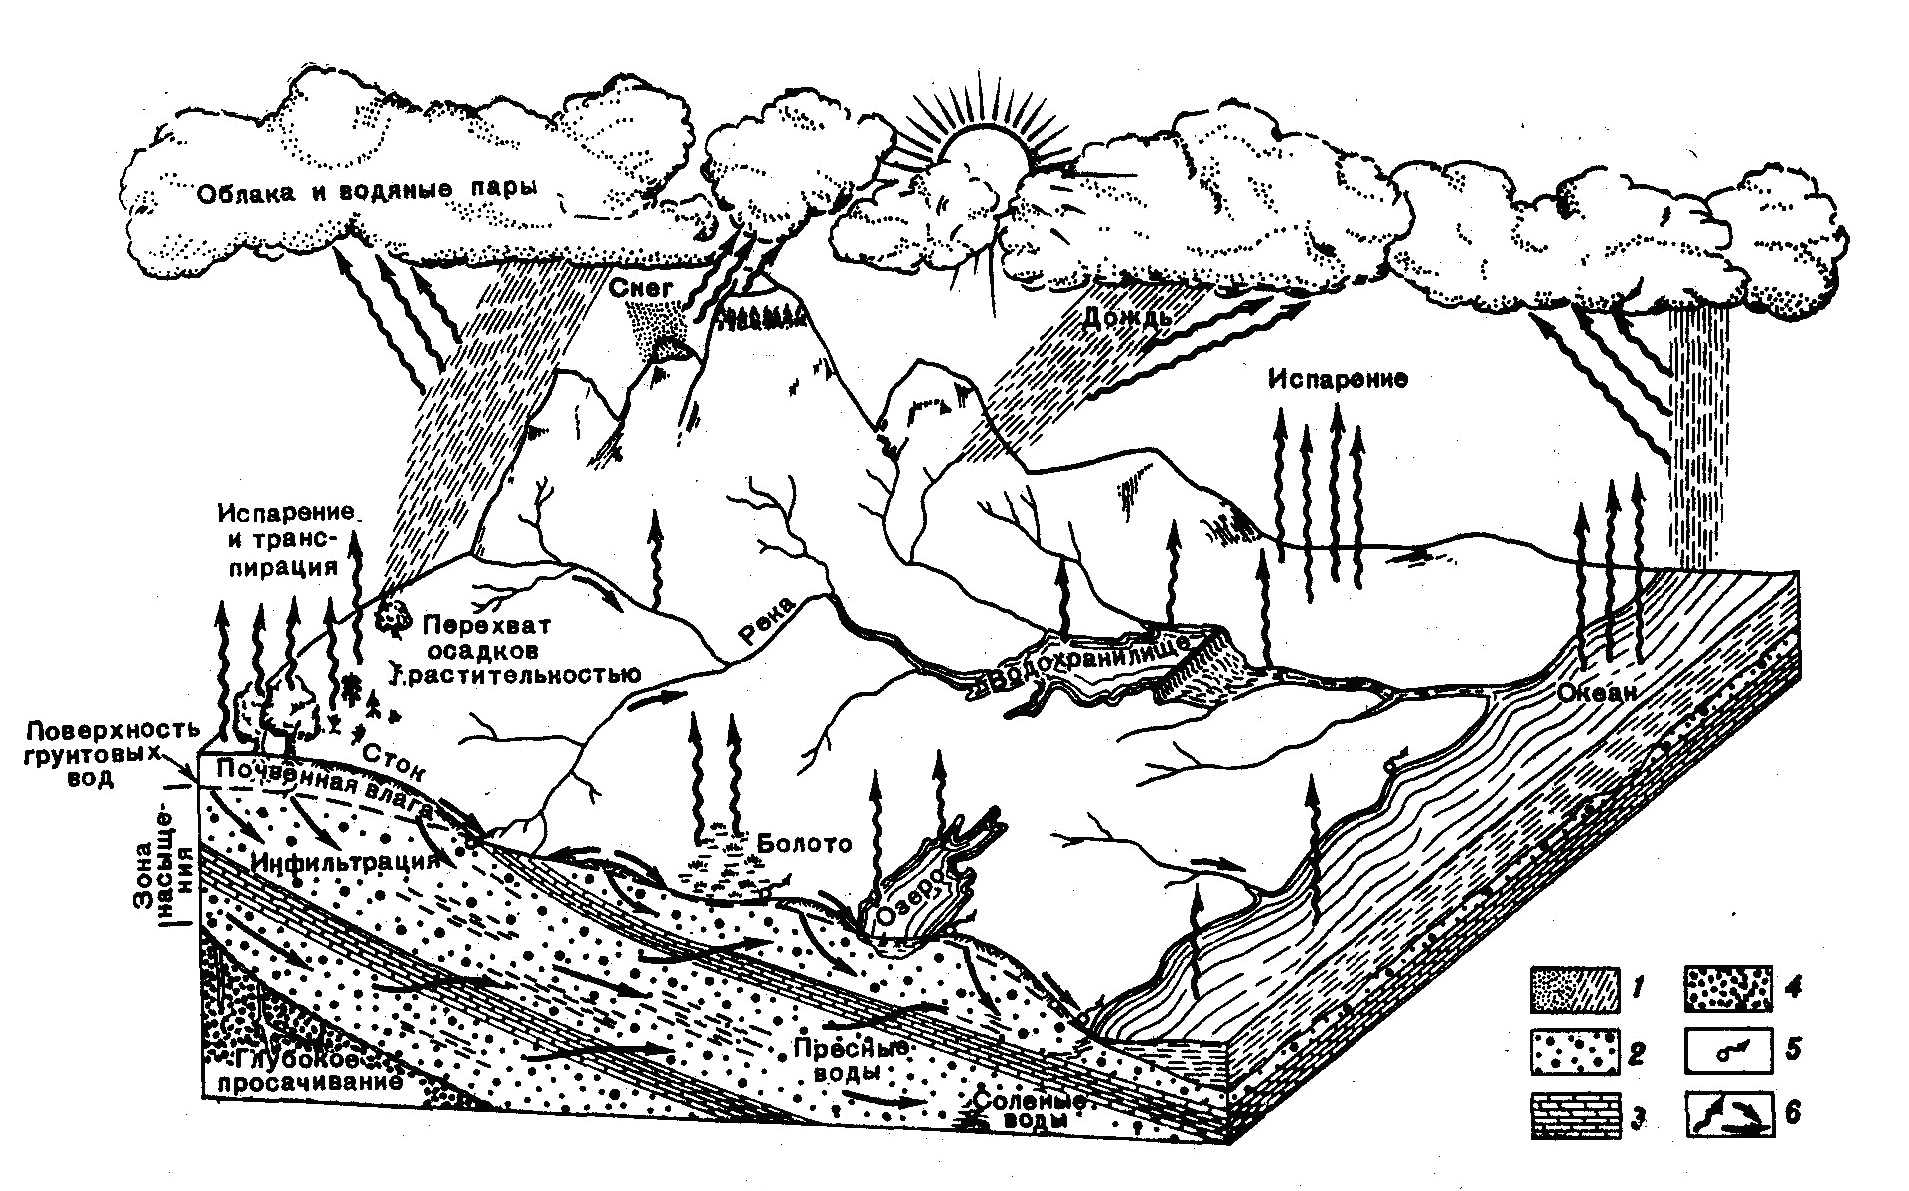 Облака и водяные пары
Снег
Дождь
Испарение
Испарение
и транс-
пирация
Перехват
осадков
растительностью
Река
Водохранилище
Океан
Поверхность
грунтовых
вод
Сток
Почвенная влага
Зона
насыще-
ния
Инфильтрация
Болото
Озеро
Глубокое
просачивание
Пресные
воды
Соленые
воды
1
2
3
4
5
6